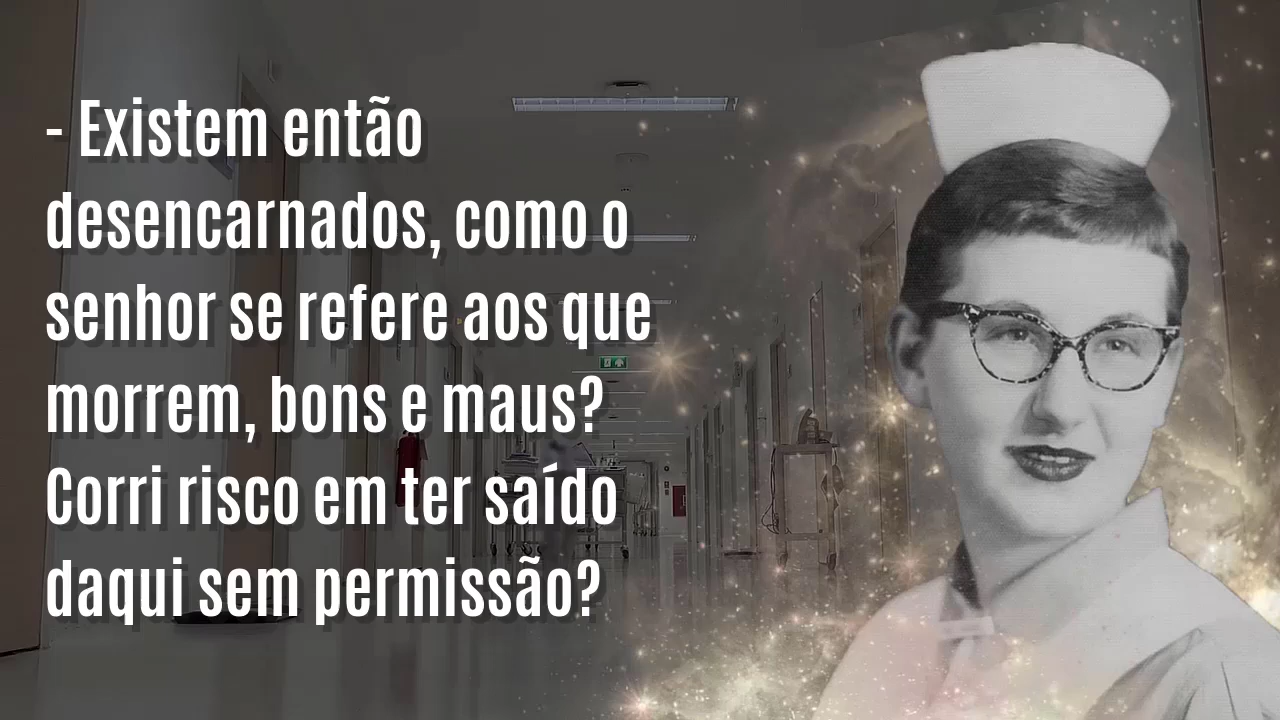 - Existem então
desencarnados, como o
senhor se refere aos que
morrem, bons e maus?
Corri risco em ter saído
daqui sem permissão?